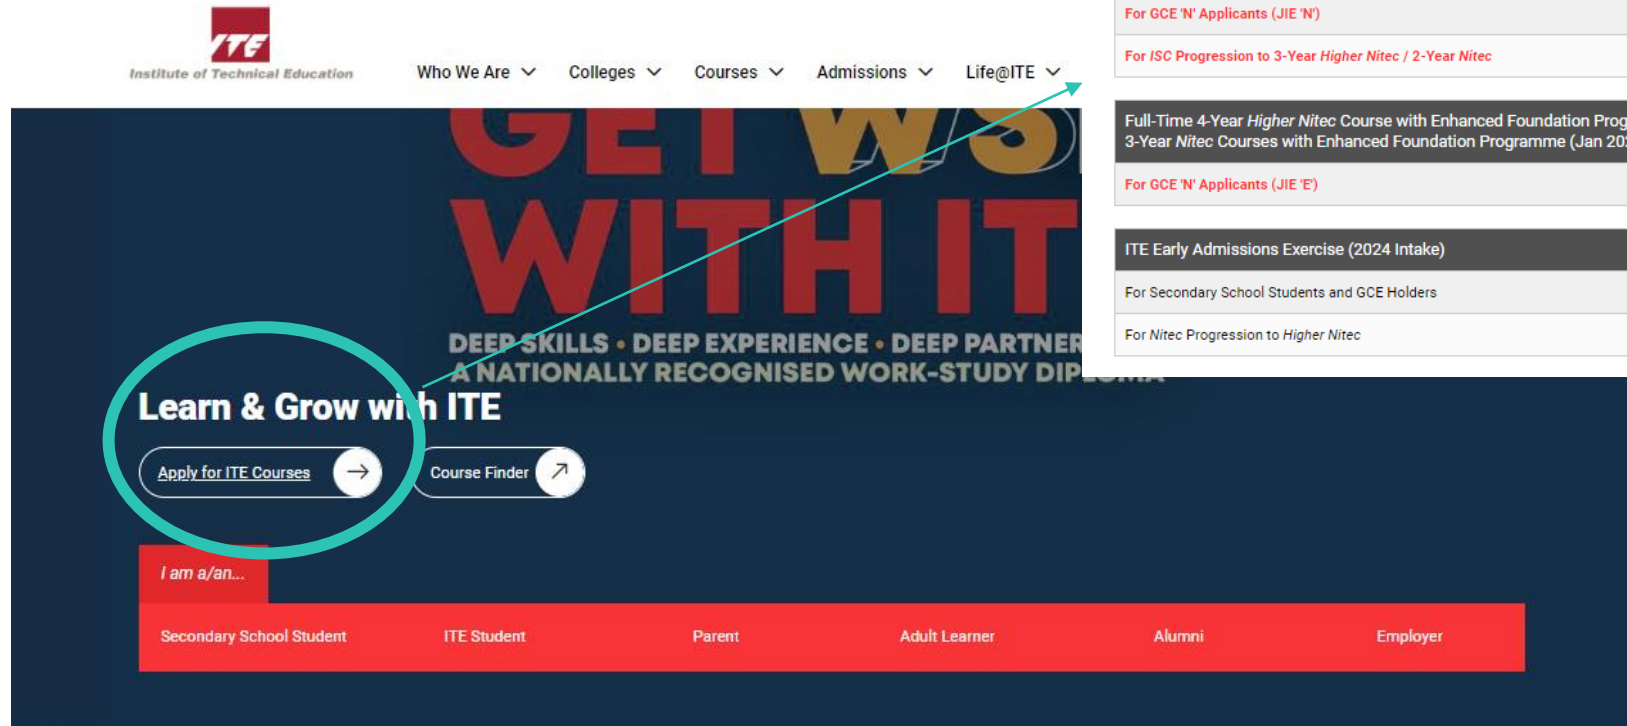 ITE
Institute of Technical Education
Who We Are
Colleges
Courses
Admissions
Life@ITE
For GCE 'N' Applicants (JIE 'N')
For ISC Progression to 3-Year Higher Nitec / 2-Year Nitec
Full-Time 4-Year Higher Nitec Course with Enhanced Foundation Prog
3-Year Nitec Courses with Enhanced Foundation Programme (Jan 20
For GCE 'N' Applicants (JIE 'E')
ITE Early Admissions Exercise (2024 Intake)
For Secondary School Students and GCE Holders
For Nitec Progression to Higher Nitec
GET WS
WITH IT
DEEP SKILLS • DEEP EXPERIENCE • DEEP PARTNER
A NATIONALLY RECOGNISED WORK-STUDY DIPLOMA
Learn & Grow with ITE
Apply for ITE Courses
Course Finder
I am a/an...
Secondary School Student
ITE Student
Parent
Adult Learner
Alumni
Employer